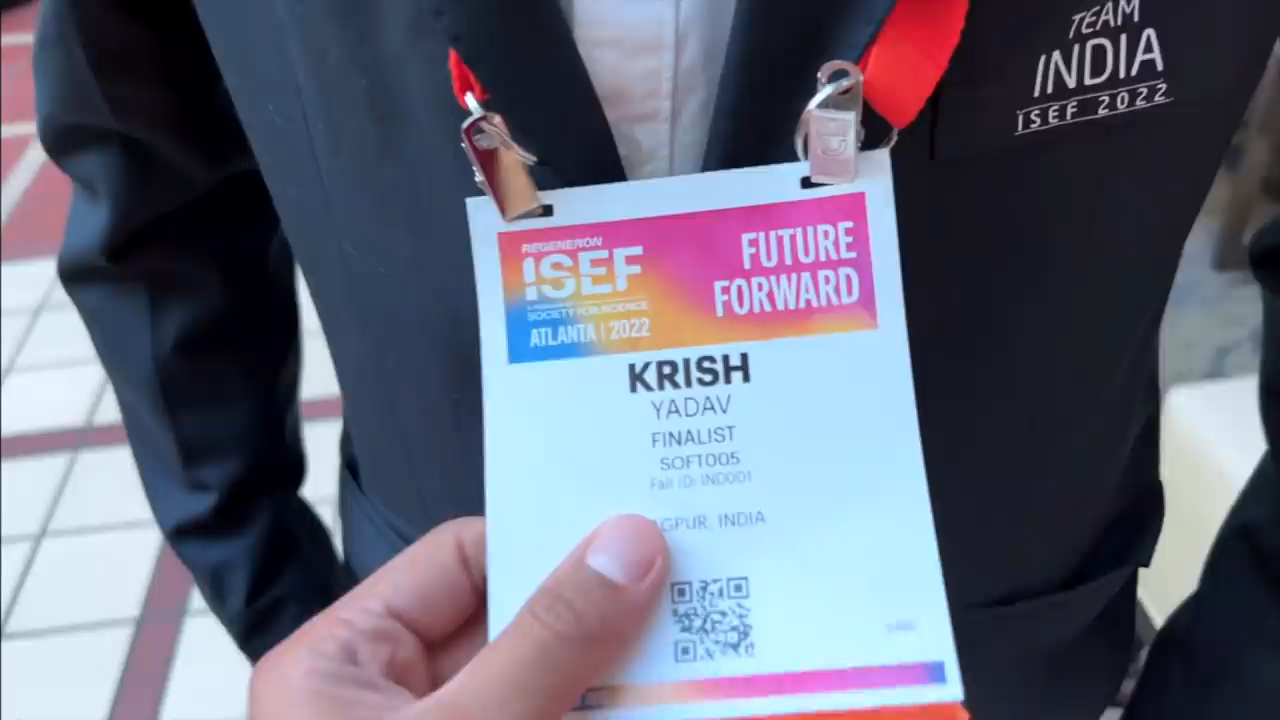 TEAM
INDIA
ISEF 2022
REGENERON
ISEF
SOCIETY FOR SCIENCE
ATLANTA | 2022
FUTURE
FORWARD
KRISH
YADAV
FINALIST
SOFT005
Fair ID: IND001
AGPUR, INDIA